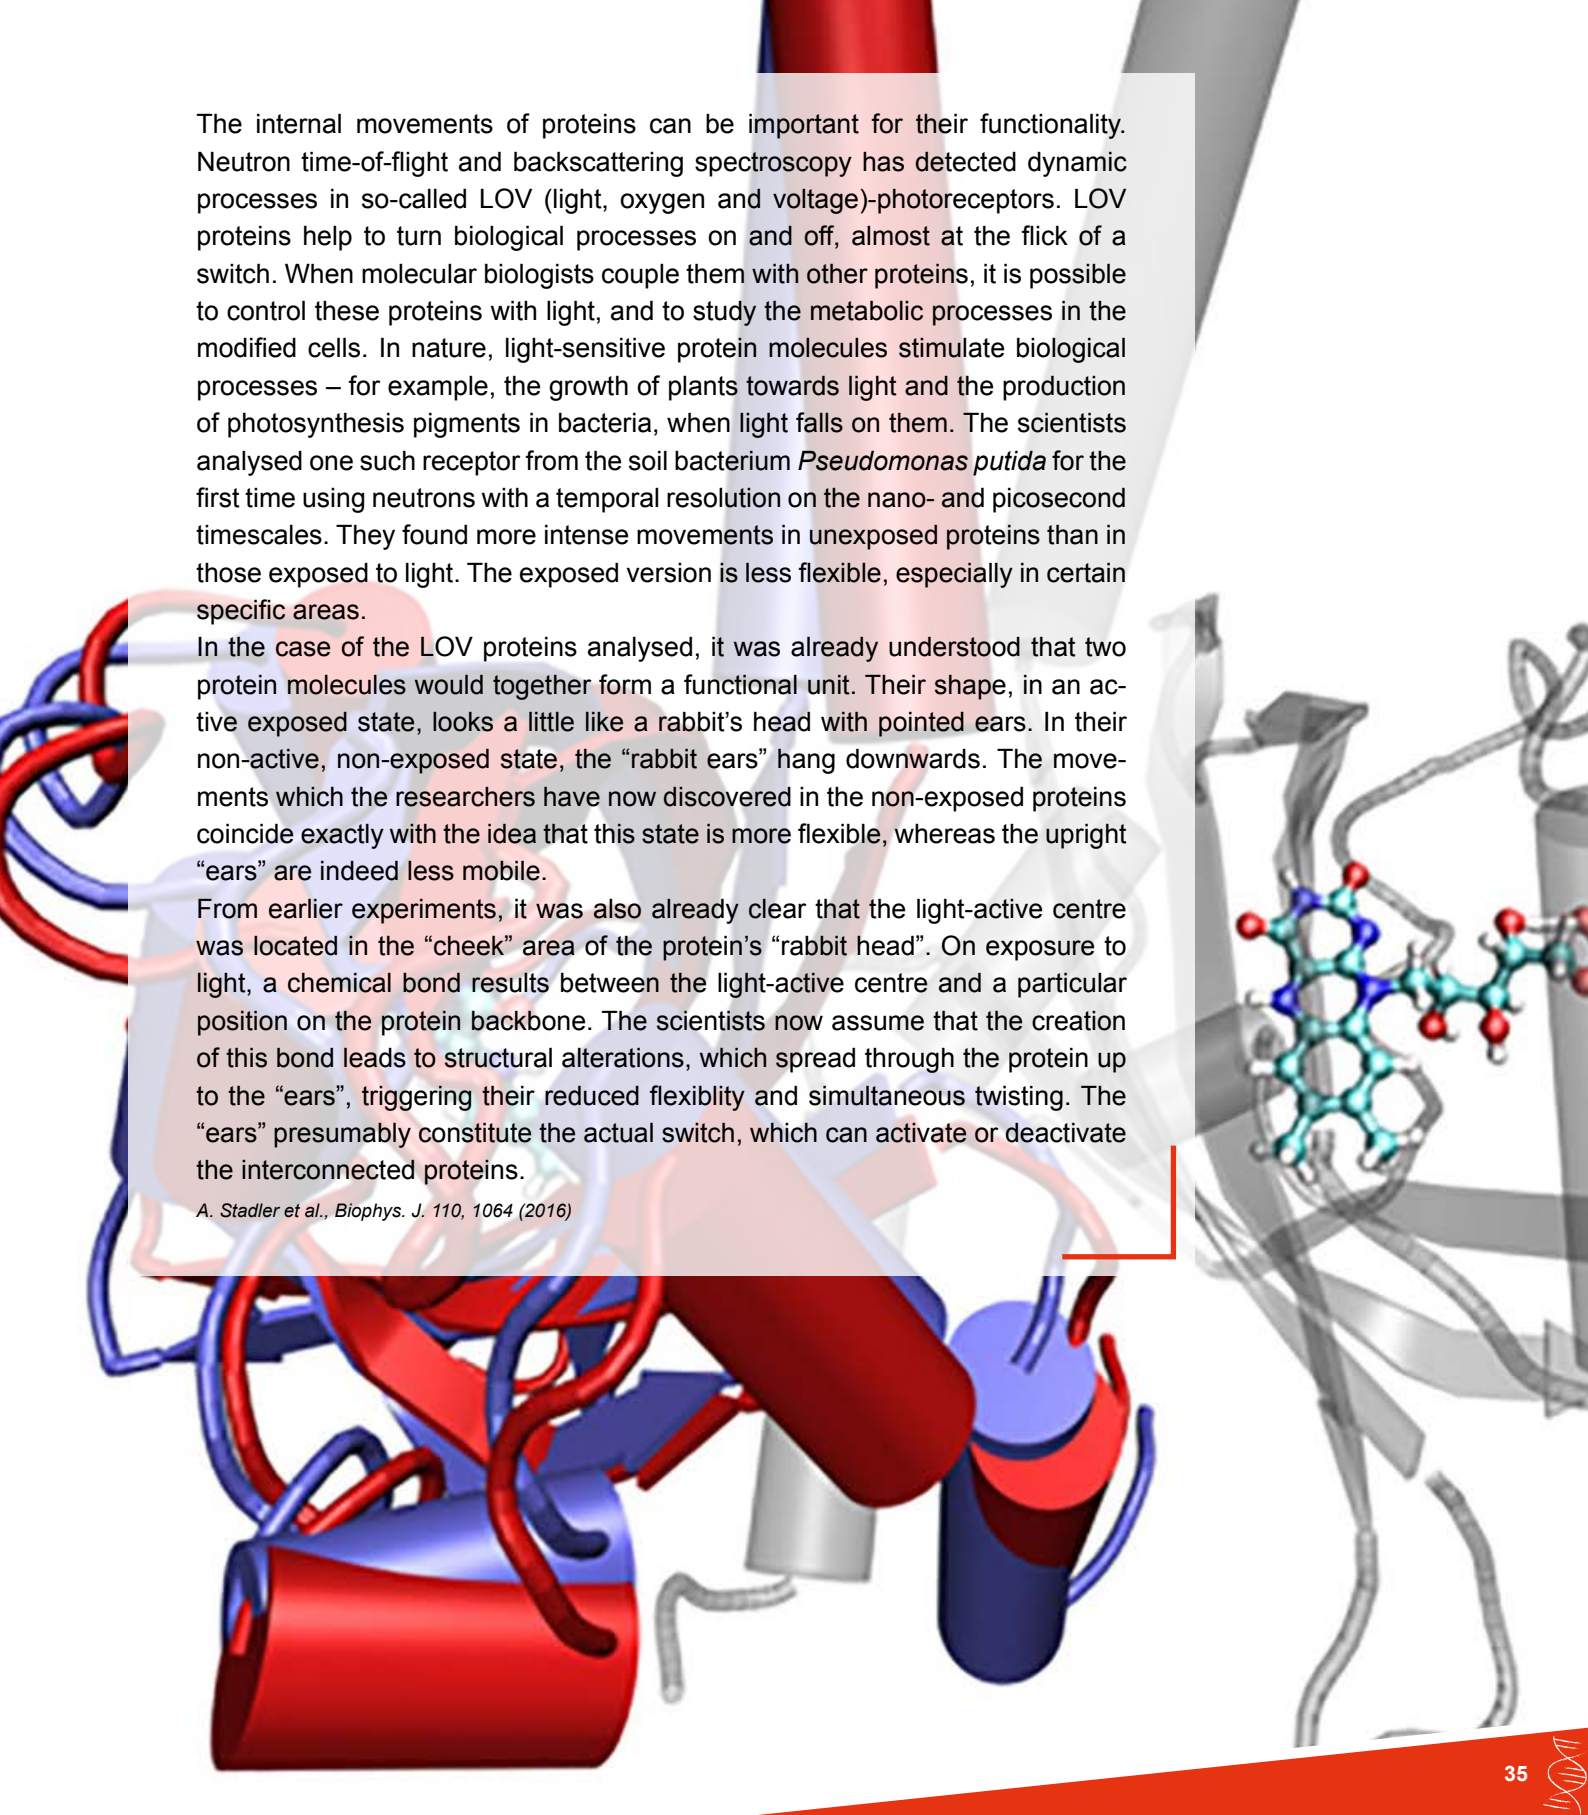 The internal movements of proteins can be important for their functionality.
Neutron time-of-flight and backscattering spectroscopy has detected dynamic
processes in so-called LOV (light, oxygen and voltage)-photoreceptors. LOV
proteins help to turn biological processes on and off, almost at the flick of a
switch. When molecular biologists couple them with other proteins, it is possible
to control these proteins with light, and to study the metabolic processes in the
modified cells. In nature, light-sensitive protein molecules stimulate biological
processes – for example, the growth of plants towards light and the production
of photosynthesis pigments in bacteria, when light falls on them. The scientists
analysed one such receptor from the soil bacterium Pseudomonas putida for the
first time using neutrons with a temporal resolution on the nano- and picosecond
timescales. They found more intense movements in unexposed proteins than in
those exposed to light. The exposed version is less flexible, especially in certain
specific areas.
In the case of the LOV proteins analysed, it was already understood that two
protein molecules would together form a functional unit. Their shape, in an ac-
tive exposed state, looks a little like a rabbit’s head with pointed ears. In their
non-active, non-exposed state, the “rabbit ears” hang downwards. The move-
ments which the researchers have now discovered in the non-exposed proteins
coincide exactly with the idea that this state is more flexible, whereas the upright
“ears” are indeed less mobile.
From earlier experiments, it was also already clear that the light-active centre
was located in the “cheek” area of the protein’s “rabbit head”. On exposure to
light, a chemical bond results between the light-active centre and a particular
position on the protein backbone. The scientists now assume that the creation
of this bond leads to structural alterations, which spread through the protein up
to the “ears”, triggering their reduced flexiblity and simultaneous twisting. The
“ears” presumably constitute the actual switch, which can activate or deactivate
the interconnected proteins.
A. Stadler et al., Biophys. J. 110, 1064 (2016)
35